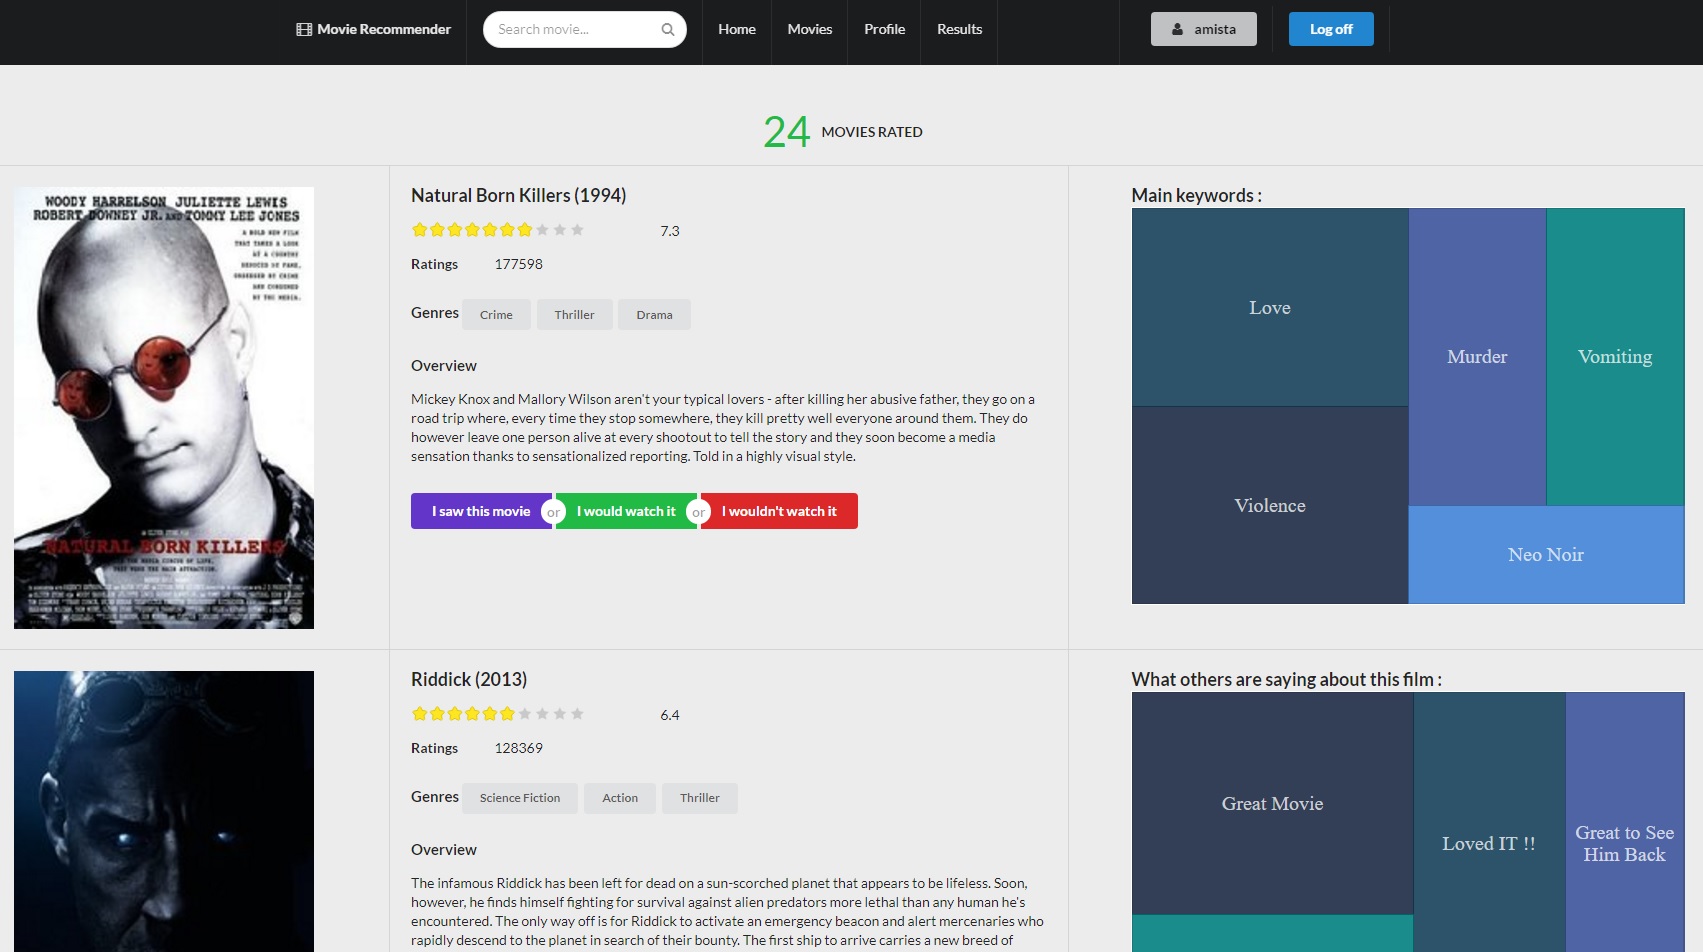 Movie Recommender
Search movie...
Home
Movies
Profile
Results
amista
Log off
24 MOVIES RATED
WOODY HARRELSON JULIETTE LEWIS
ROBERT DOWNEY JR. AND TOMMY LEE JONES
A BOLD NEW FILM
THAT TAKES A LOOK
AT A COUNTRY
SEDUCED BY FAME,
OBSESSED BY CRIME
AND CONSUMED
BY THE MEDIA.
NATURAL BORN KILLERS
Natural Born Killers (1994)
7.3
Ratings 177598
Genres Crime Thriller Drama
Overview
Mickey Knox and Mallory Wilson aren't your typical lovers - after killing her abusive father, they go on a
road trip where, every time they stop somewhere, they kill pretty well everyone around them. They do
however leave one person alive at every shootout to tell the story and they soon become a media
sensation thanks to sensationalized reporting. Told in a highly visual style.
I saw this movie or I would watch it or I wouldn't watch it
Main keywords :
Love
Murder
Vomiting
Violence
Neo Noir
Riddick (2013)
6.4
Ratings 128369
Genres Science Fiction Action Thriller
Overview
The infamous Riddick has been left for dead on a sun-scorched planet that appears to be lifeless. Soon,
however, he finds himself fighting for survival against alien predators more lethal than any human he's
encountered. The only way off is for Riddick to activate an emergency beacon and alert mercenaries who
rapidly descend to the planet in search of their bounty. The first ship to arrive carries a new breed of
What others are saying about this film :
Great Movie
Loved IT !!
Great to See
Him Back